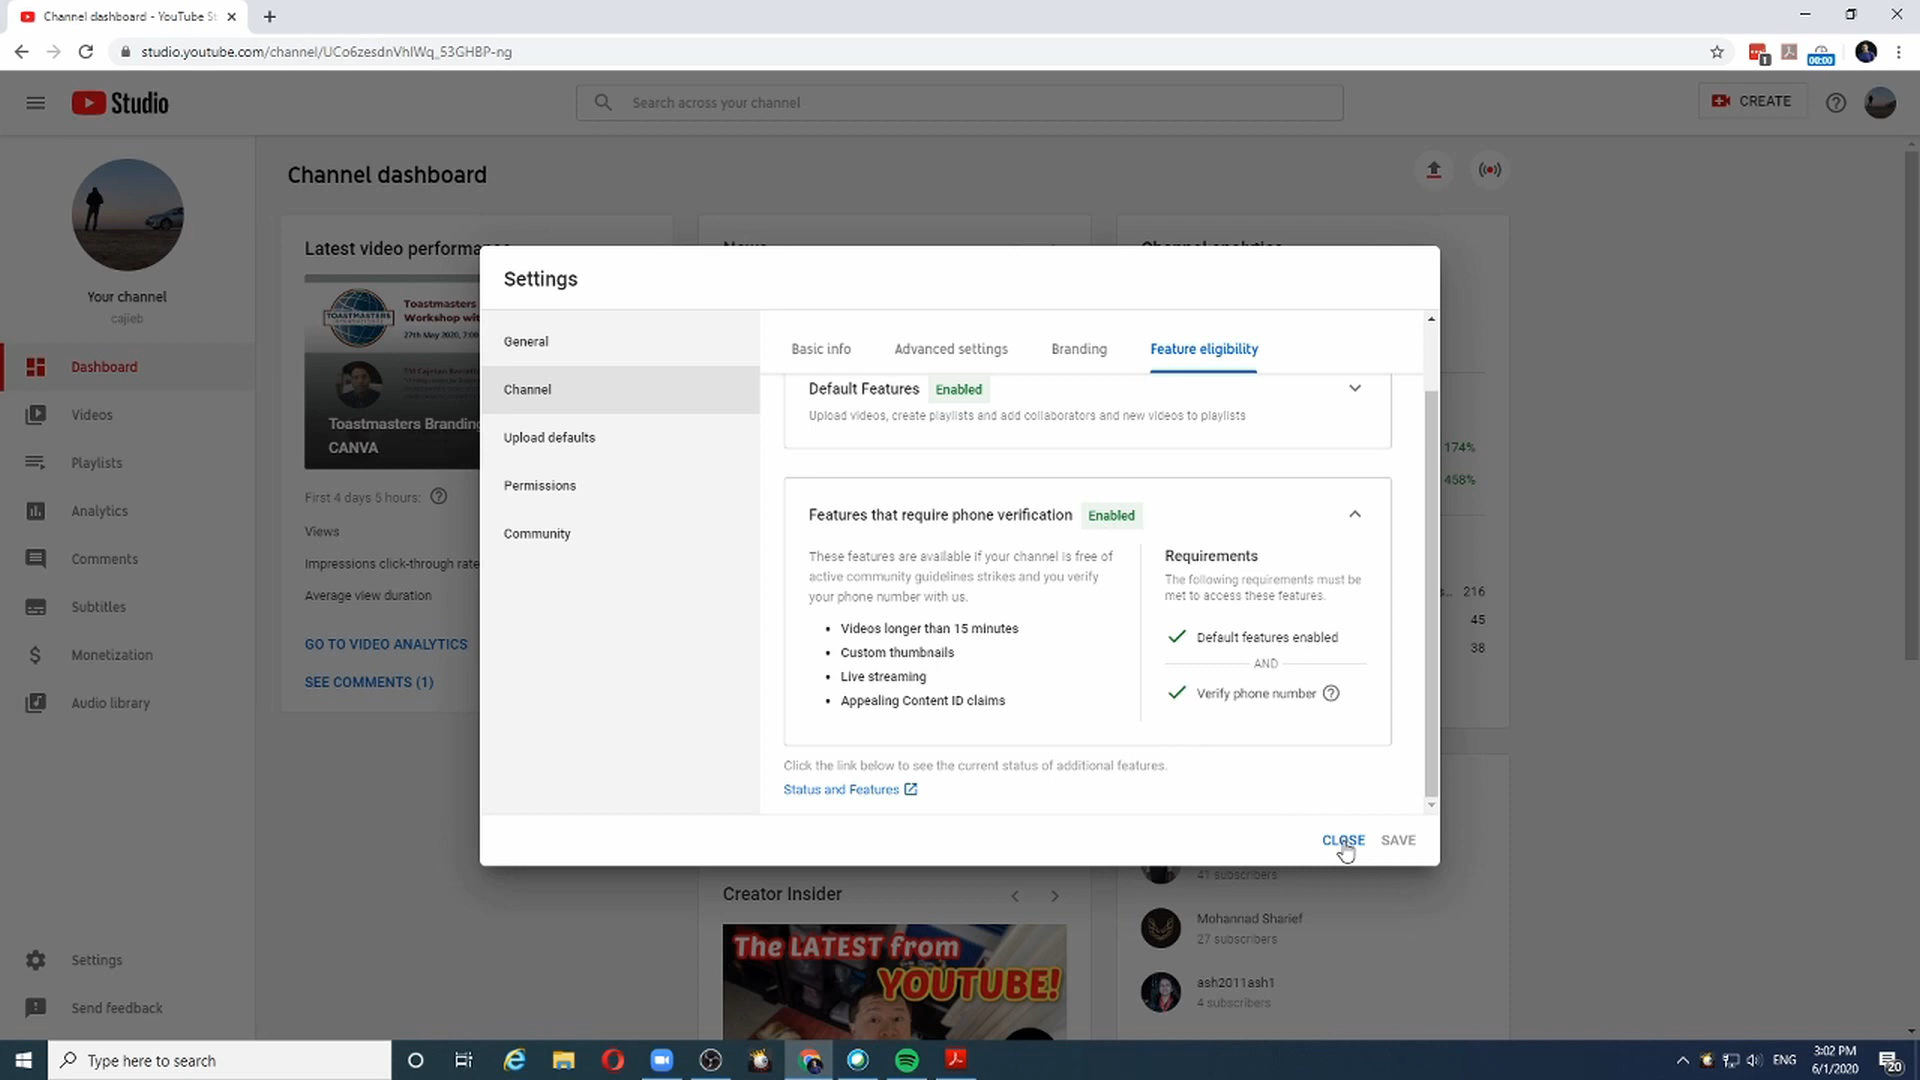 Channel dashboard - YouTube St
studio.youtube.com/channel/UCo6zesdnVhIWq_53GHBP-ng
1
00:00
Studio
Search across your channel
CREATE
Your channel
cajieb
Dashboard
Videos
Playlists
Analytics
Comments
Subtitles
Monetization
Audio library
Settings
Send feedback
Channel dashboard
Latest video performa
TOASTMASTERS
Toastmasters
Workshop wit
27th May 2020, 7:00
Toastmasters Branding
CANVA
First 4 days 5 hours:
Views
Impressions click-through rate
Average view duration
GO TO VIDEO ANALYTICS
SEE COMMENTS (1)
Settings
General
Channel
Upload defaults
Permissions
Community
Basic info
Advanced settings
Branding
Feature eligibility
Default Features
Enabled
Upload videos, create playlists and add collaborators and new videos to playlists
Features that require phone verification
Enabled
These features are available if your channel is free of
active community guidelines strikes and you verify
your phone number with us.
• Videos longer than 15 minutes
• Custom thumbnails
• Live streaming
• Appealing Content ID claims
Requirements
The following requirements must be
met to access these features.
Default features enabled
AND
Verify phone number
Click the link below to see the current status of additional features.
Status and Features
CLOSE
SAVE
174%
458%
216
45
38
Creator Insider
The LATEST from
YOUTUBE!
41 subscribers
Mohannad Sharief
27 subscribers
ash2011ash1
4 subscribers
Type here to search
ENG
3:02 PM
6/1/2020
20